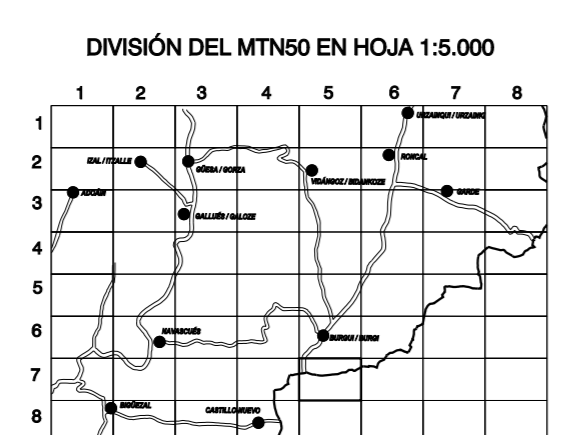 DIVISIÓN DEL MTN50 EN HOJA 1:5.000
1 2 3 4 5 6 7 8
1
URZAINQUI / URZAINKI
2
IZAL / ITZALLE
GÜESA / GORZA
VIDÁNGOZ / BIDANKOZE
RONCAL
3
ADOÁIN
GALLUÉS / GALOZE
GARDE
4
5
6
NAVASCUÉS
BURGUI / BURGI
7
8
BIGÜEZAL
CASTILLONUEVO